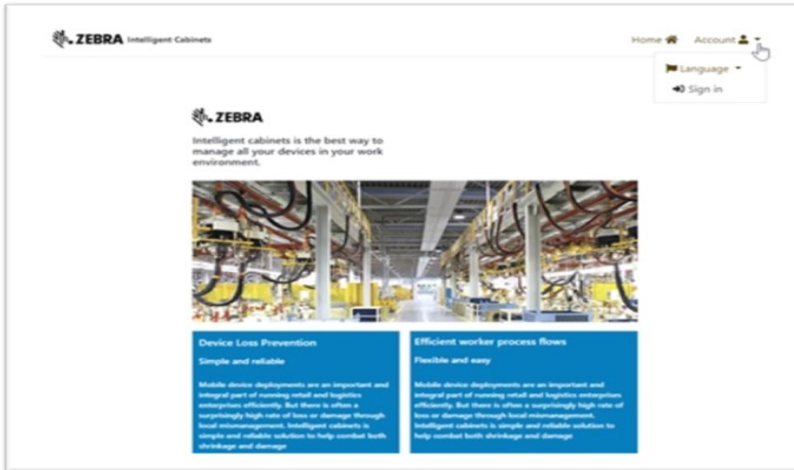 ZEBRA Intelligent Cabinets
Home Account
Language
Sign in
ZEBRA
Intelligent cabinets is the best way to
manage all your devices in your work
environment.
Device Loss Prevention
Simple and reliable
Mobile device deployments are an important and
integral part of running retail and logistics
enterprises efficiently. But there is often a
surprisingly high rate of loss or damage through
local mismanagement. Intelligent cabinets is
simple and reliable solution to help combat both
shrinkage and damage
Efficient worker process flows
Flexible and easy
Mobile device deployments are an important and
integral part of running retail and logistics
enterprises efficiently. But there is often a
surprisingly high rate of loss or damage through
local mismanagement. Intelligent cabinets is
simple and reliable solution to
help combat both shrinkage and damage